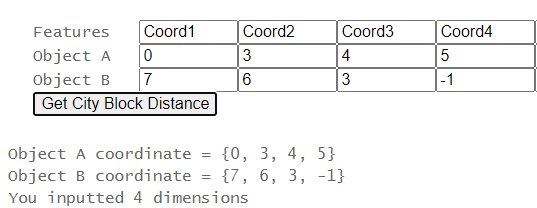 Features Coord1 Coord2 Coord3 Coord4
Object A 0 3 4 5
Object B 7 6 3 -1
Get City Block Distance
Object A coordinate = {0, 3, 4, 5}
Object B coordinate = {7, 6, 3, -1}
You inputted 4 dimensions